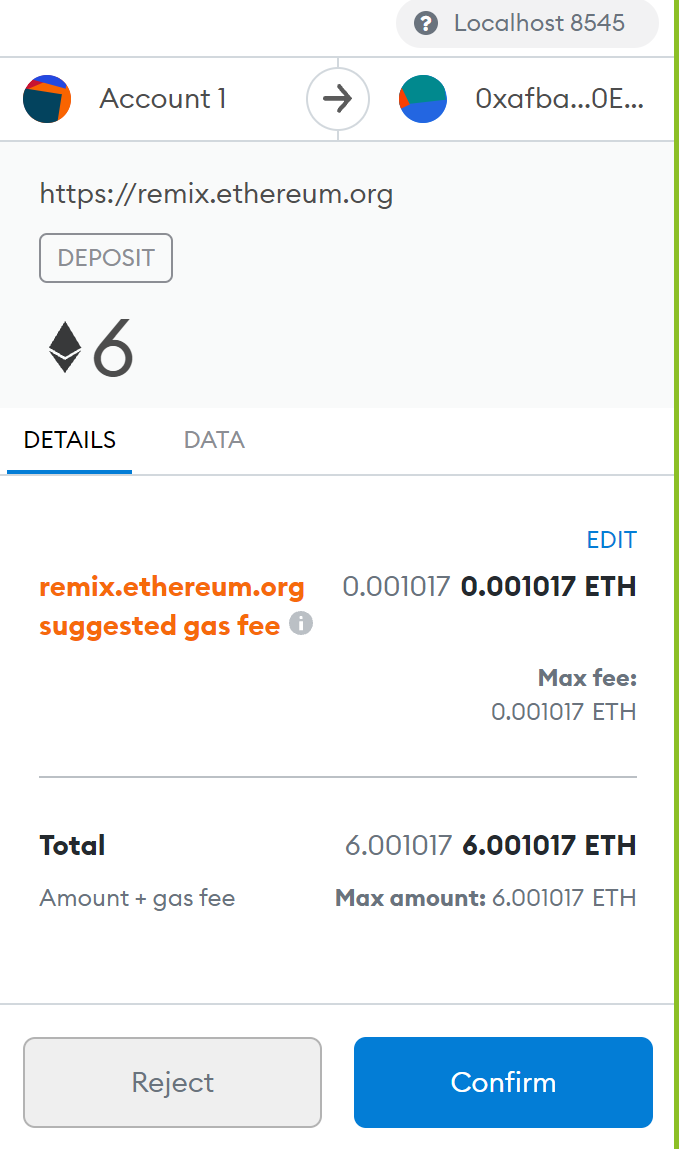 Localhost 8545
Account 1
0xafba...0E...
https://remix.ethereum.org
DEPOSIT
6
DETAILS DATA
EDIT
remix.ethereum.org 0.001017 0.001017 ETH
suggested gas fee
Max fee:
0.001017 ETH
Total 6.001017 6.001017 ETH
Amount + gas fee Max amount: 6.001017 ETH
Reject Confirm